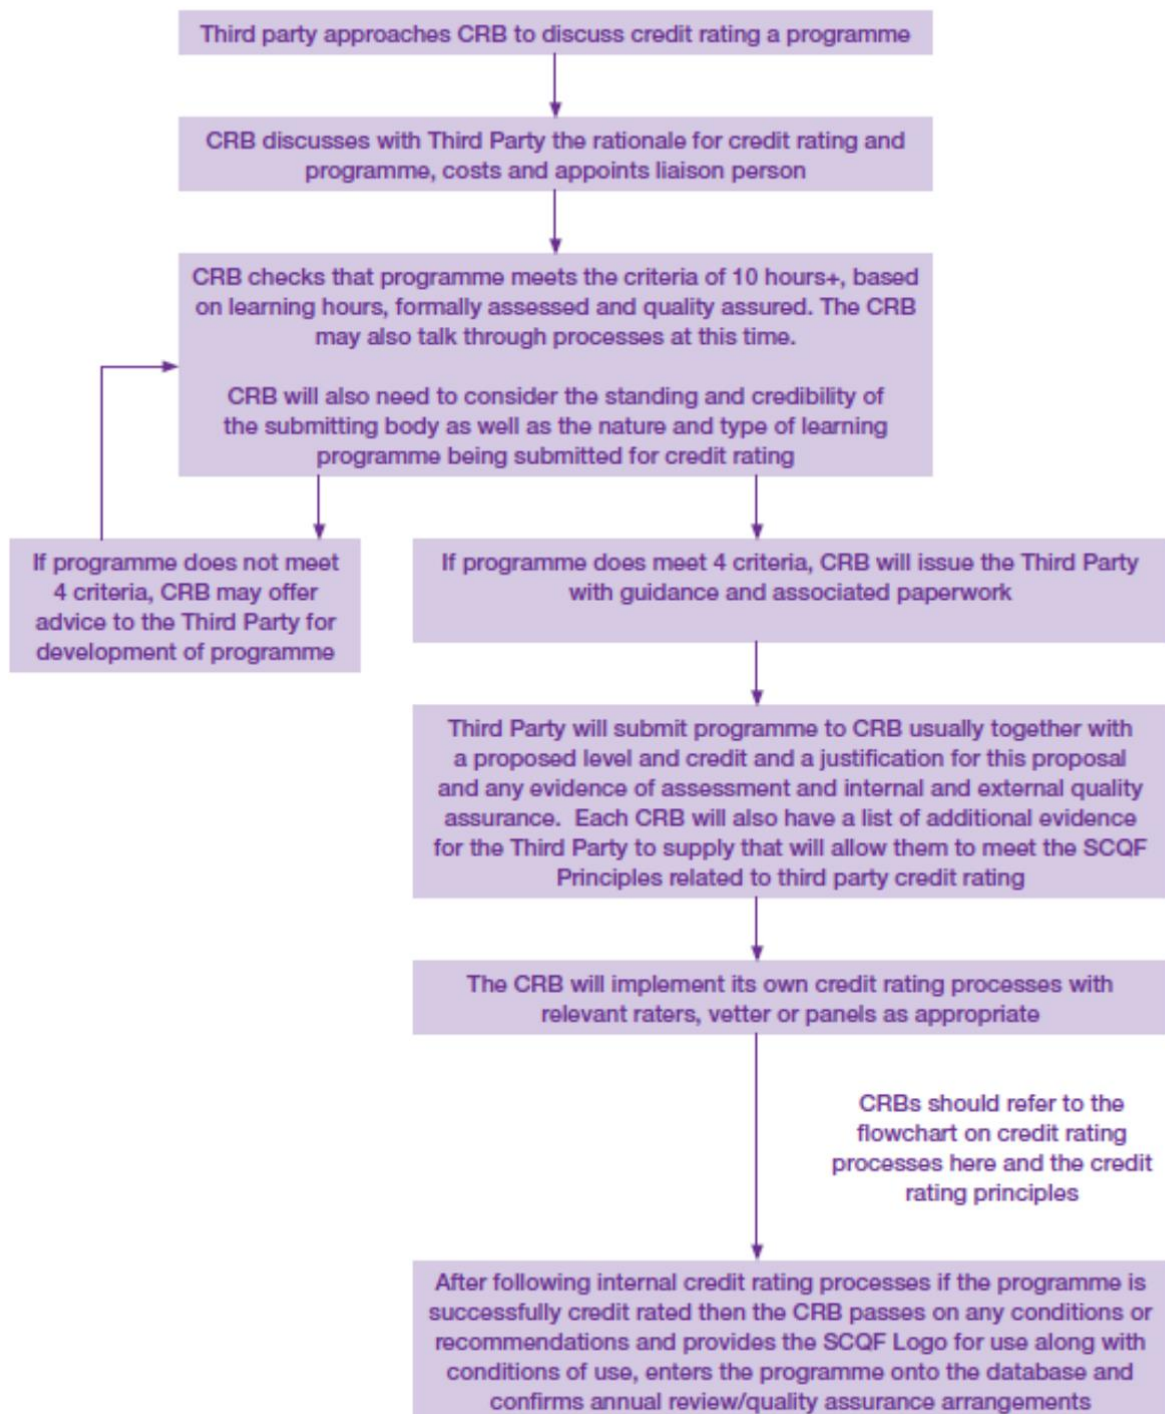 Third party approaches CRB to discuss credit rating a programme
CRB discusses with Third Party the rationale for credit rating and
programme, costs and appoints liaison person
CRB checks that programme meets the criteria of 10 hours+, based
on learning hours, formally assessed and quality assured. The CRB
may also talk through processes at this time.
CRB will also need to consider the standing and credibility of
the submitting body as well as the nature and type of learning
programme being submitted for credit rating
If programme does not meet
4 criteria, CRB may offer
advice to the Third Party for
development of programme
If programme does meet 4 criteria, CRB will issue the Third Party
with guidance and associated paperwork
Third Party will submit programme to CRB usually together with
a proposed level and credit and a justification for this proposal
and any evidence of assessment and internal and external quality
assurance. Each CRB will also have a list of additional evidence
for the Third Party to supply that will allow them to meet the SCQF
Principles related to third party credit rating
The CRB will implement its own credit rating processes with
relevant raters, vetter or panels as appropriate
CRBs should refer to the
flowchart on credit rating
processes here and the credit
rating principles
After following internal credit rating processes if the programme is
successfully credit rated then the CRB passes on any conditions or
recommendations and provides the SCQF Logo for use along with
conditions of use, enters the programme onto the database and
confirms annual review/quality assurance arrangements